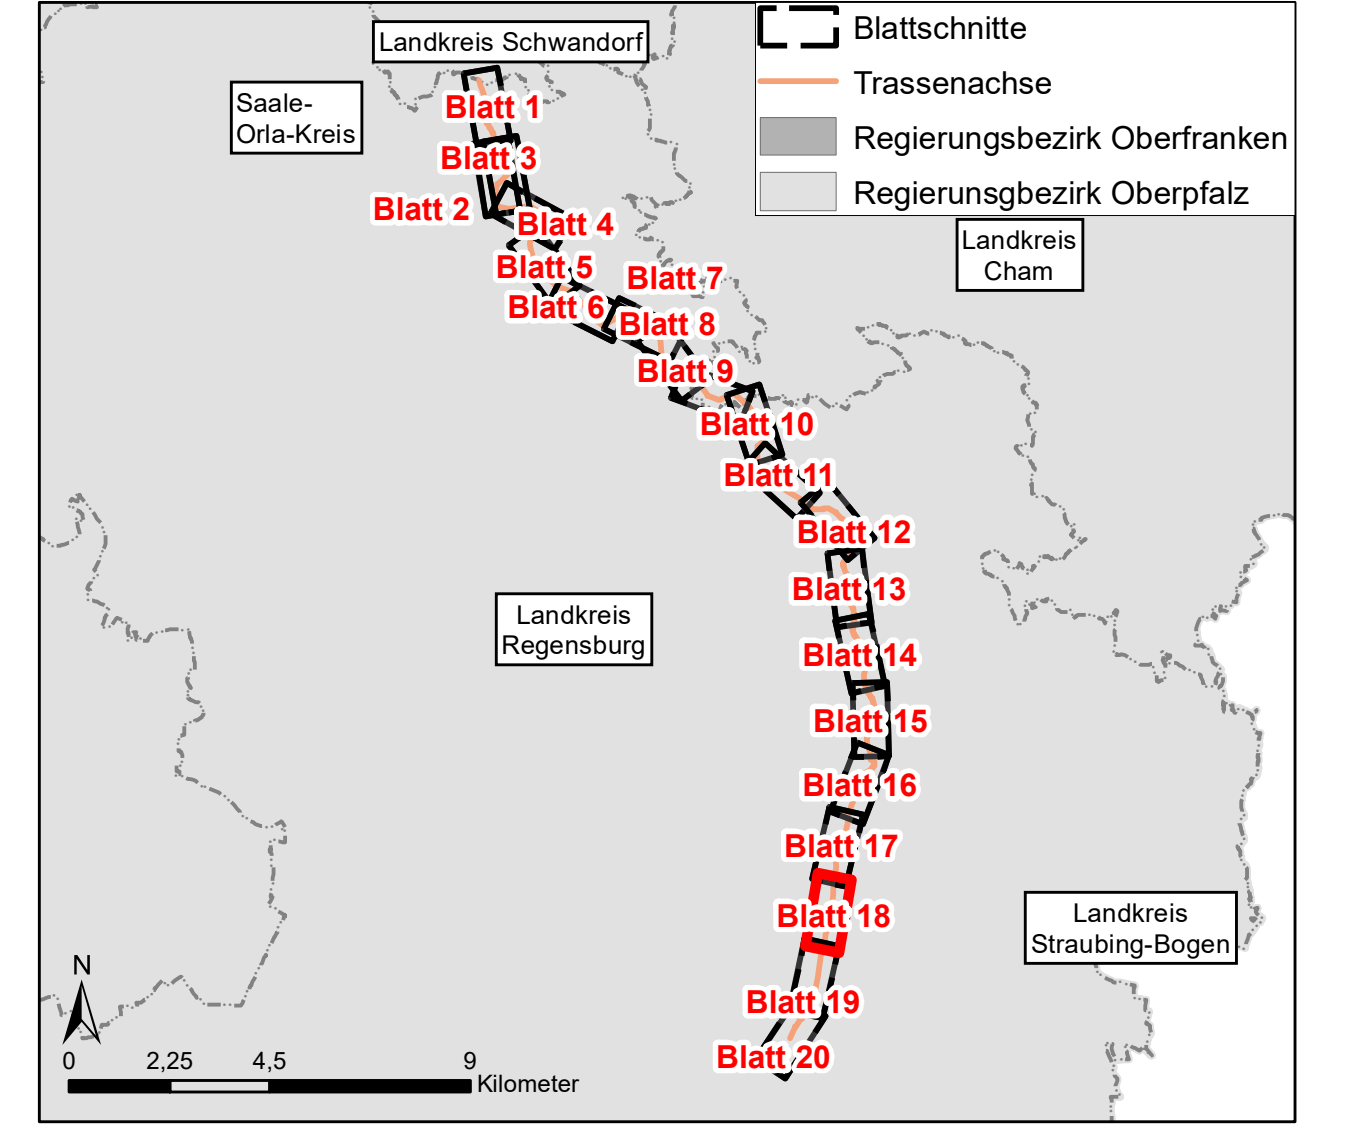 Landkreis Schwandorf
Saale-
Orla-Kreis
Blattschnitte
Trassenachse
Regierungsbezirk Oberfranken
Regierunsgbezirk Oberpfalz
Landkreis
Cham
Blatt 1
Blatt 3
Blatt 2
Blatt 4
Blatt 5
Blatt 7
Blatt 6
Blatt 8
Blatt 9
Blatt 10
Blatt 11
Blatt 12
Blatt 13
Landkreis
Regensburg
Blatt 14
Blatt 15
Blatt 16
Blatt 17
Blatt 18
Landkreis
Straubing-Bogen
Blatt 19
Blatt 20
N
0 2,25 4,5 9
Kilometer